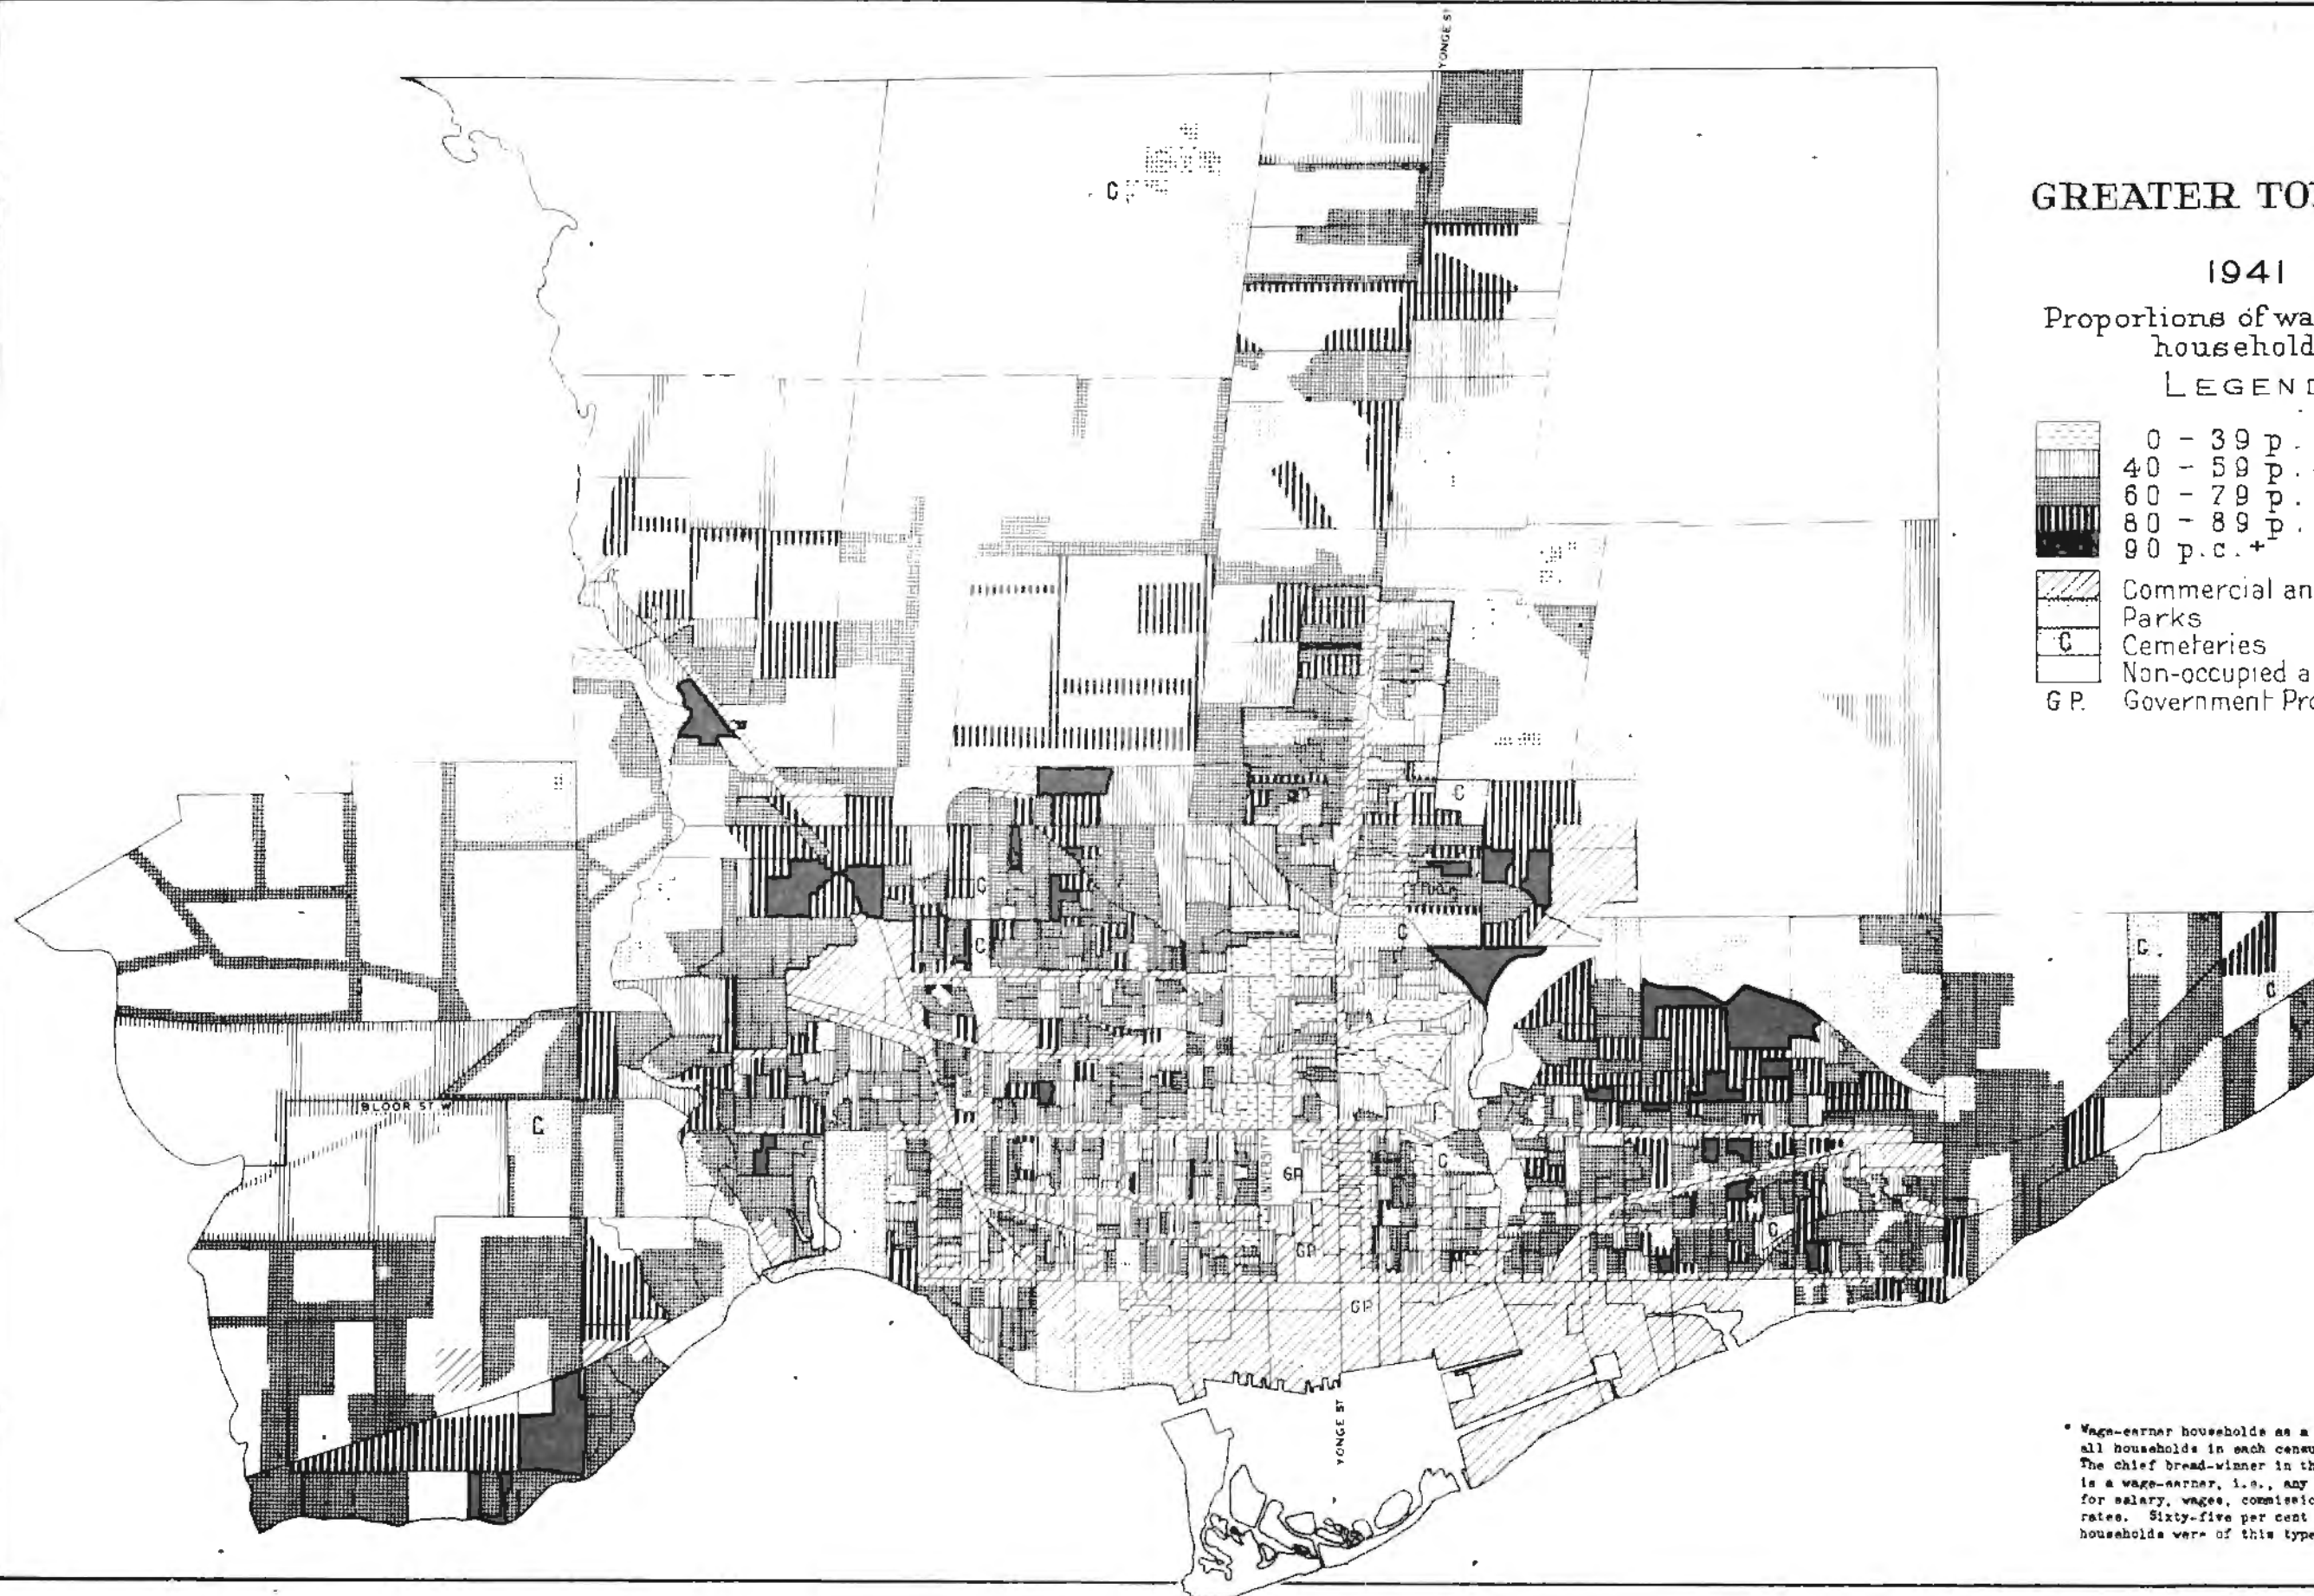 YONGE ST
GREATER TO
1941
Proportions of wa
household
LEGEND
0 - 39 p.
40 - 59 p.
60 - 79 p.
80 - 89 p.
90 p.c.+
Commercial an
Parks
C Cemeteries
Non-occupied a
G P. Government Pro
C
C
C
C
C
C
C
BLOOR ST W
C
C
UNIVERSITY
GP
C
GP
GP
YONGE ST
* Wage-earner households as a
all households in each censu
The chief bread-winner in th
is a wage-earner, i.e., any
for salary, wages, commissio
rates. Sixty-five per cent
households were of this type